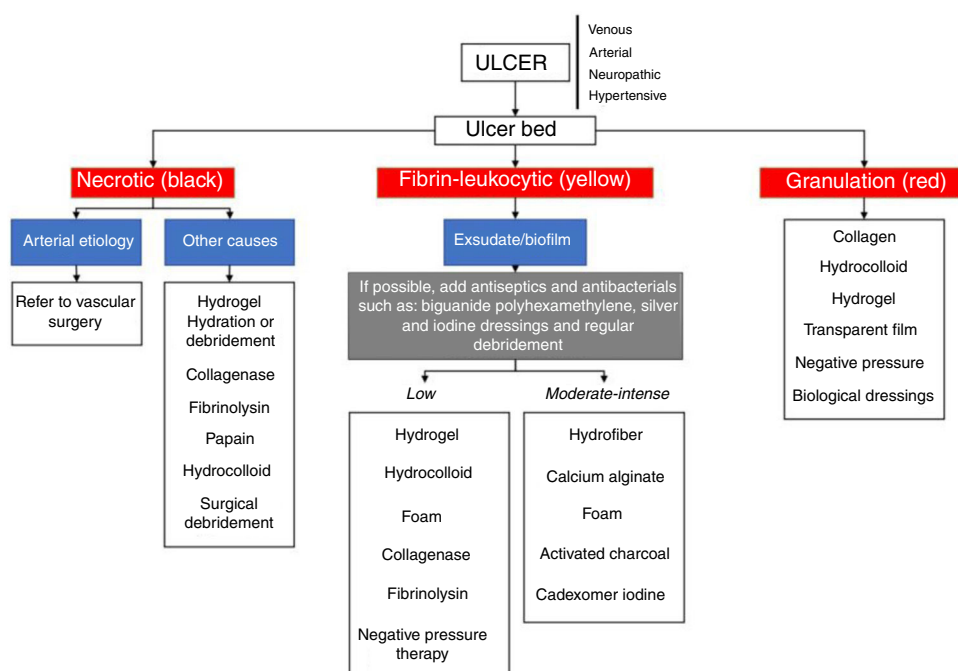 ULCER
Venous
Arterial
Neuropathic
Hypertensive
Ulcer bed
Necrotic (black)
Fibrin-leukocytic (yellow)
Granulation (red)
Arterial etiology
Other causes
Exsudate/biofilm
Refer to vascular
surgery
Hydrogel
Hydration or
debridement
Collagenase
Fibrinolysin
Papain
Hydrocolloid
Surgical
debridement
If possible, add antiseptics and antibacterials
such as: biguanide polyhexamethylene, silver
and iodine dressings and regular
debridement
Low
Moderate-intense
Hydrogel
Hydrocolloid
Foam
Collagenase
Fibrinolysin
Negative pressure
therapy
Hydrofiber
Calcium alginate
Foam
Activated charcoal
Cadexomer iodine
Collagen
Hydrocolloid
Hydrogel
Transparent film
Negative pressure
Biological dressings